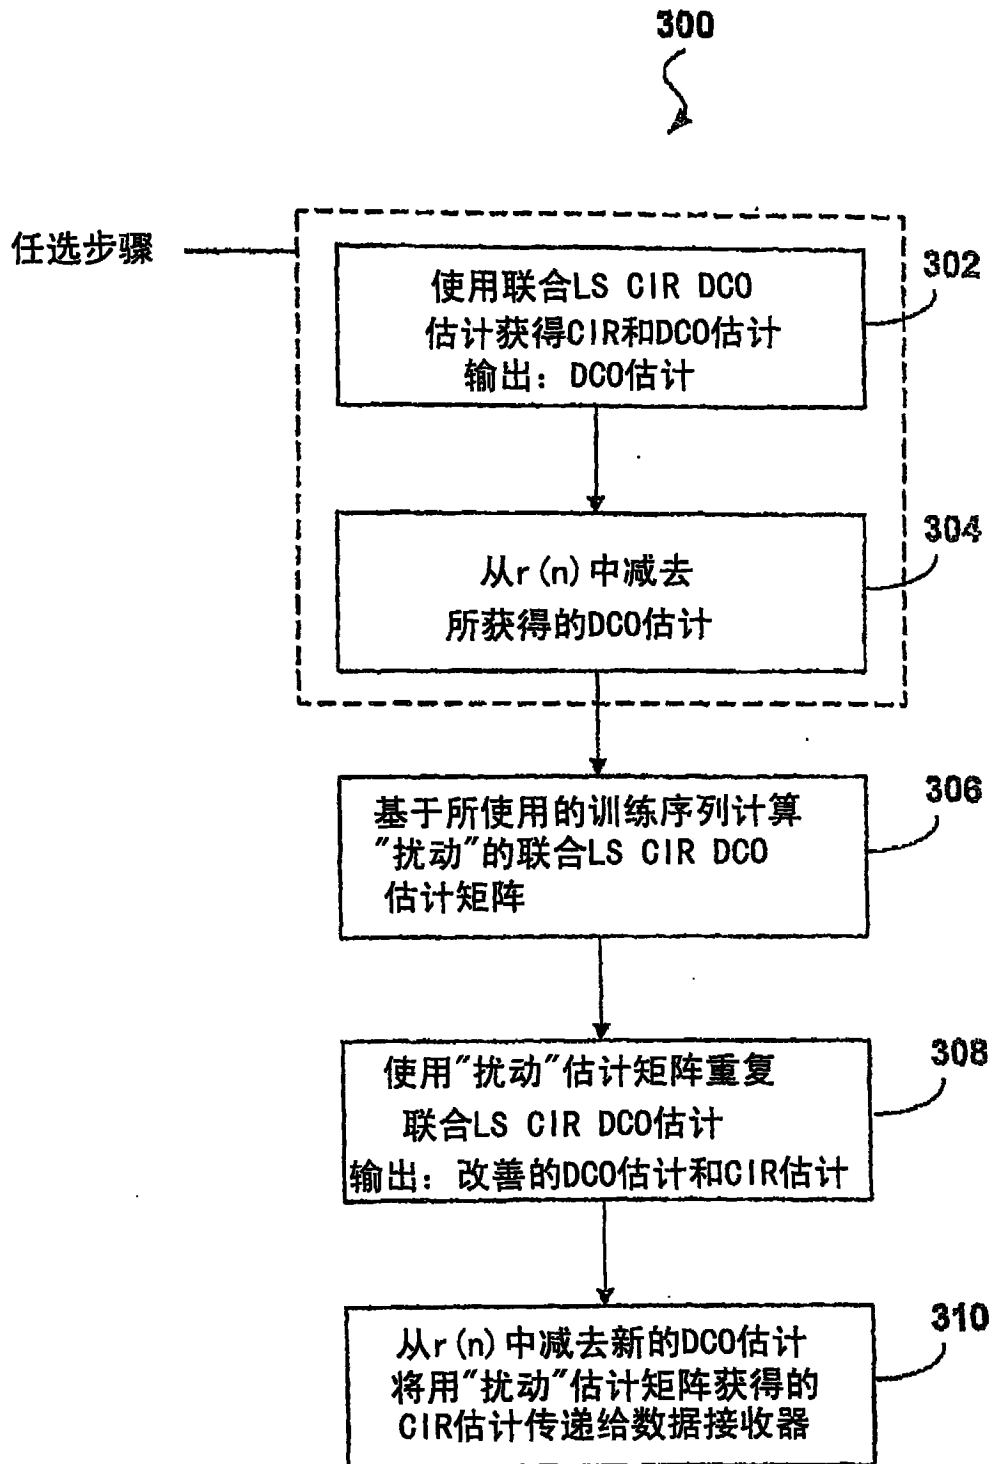 300
任选步骤
302
使用联合LS CIR DCO
估计获得CIR和DCO估计
输出：DCO估计
304
从r(n)中减去
所获得的DCO估计
306
基于所使用的训练序列计算
"扰动"的联合LS CIR DCO
估计矩阵
308
使用"扰动"估计矩阵重复
联合LS CIR DCO估计
输出：改善的DCO估计和CIR估计
310
从r(n)中减去新的DCO估计
将用"扰动"估计矩阵获得的
CIR估计传递给数据接收器